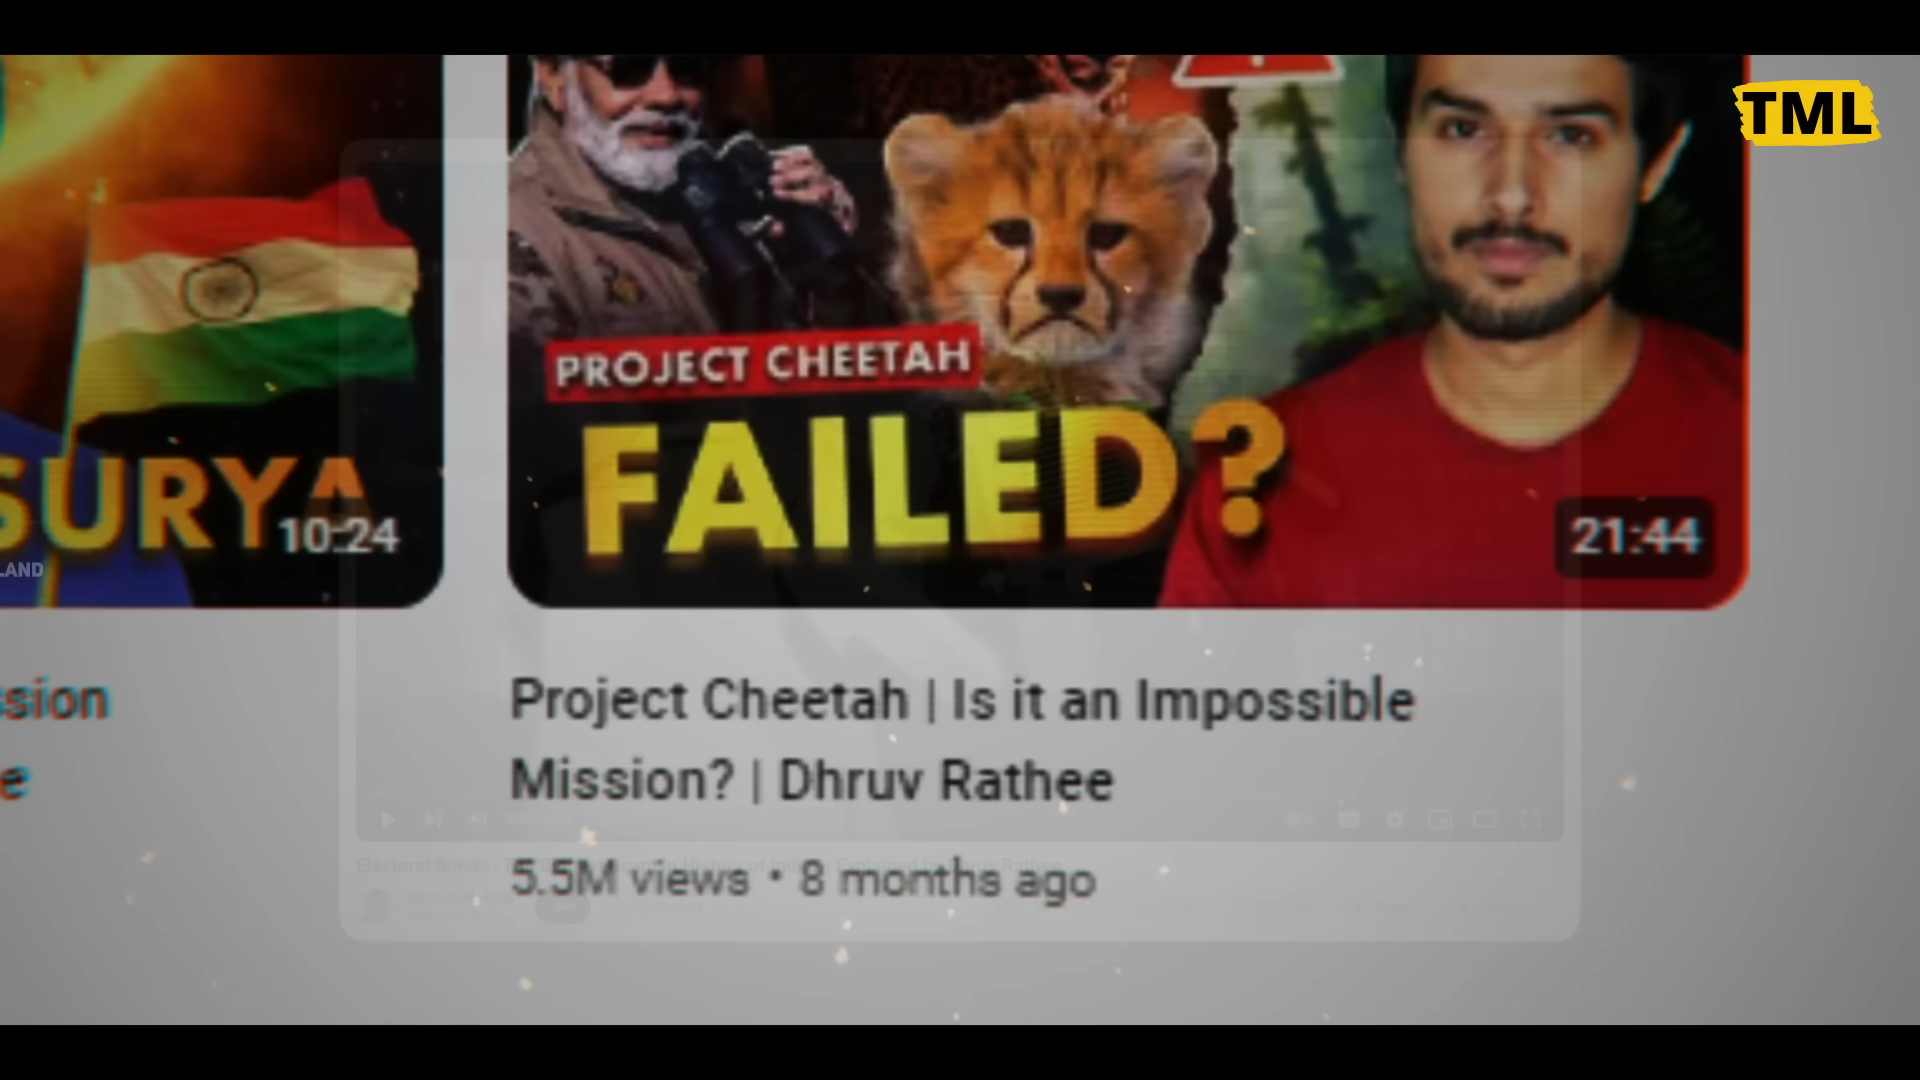 TML
PROJECT CHEETAH
FAILED?
SURYA
10:24
21:44
LAND
ssion
e
Project Cheetah | Is it an Impossible
Mission? | Dhruv Rathee
5.5M views • 8 months ago